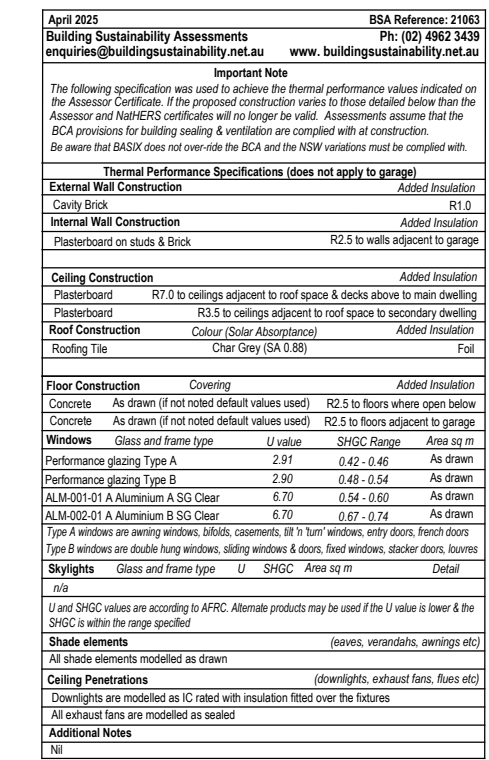 April 2025 BSA Reference: 21063
Building Sustainability Assessments Ph: (02) 4962 3439
enquiries@buildingsustainability.net.au www. buildingsustainability.net.au
Important Note
The following specification was used to achieve the thermal performance values indicated on
the Assessor Certificate. If the proposed construction varies to those detailed below than the
Assessor and NatHERS certificates will no longer be valid. Assessments assume that the
BCA provisions for building sealing & ventilation are complied with at construction.
Be aware that BASIX does not over-ride the BCA and the NSW variations must be complied with.
Thermal Performance Specifications (does not apply to garage)
External Wall Construction Added Insulation
Cavity Brick R1.0
Internal Wall Construction Added Insulation
Plasterboard on studs & Brick R2.5 to walls adjacent to garage
Ceiling Construction Added Insulation
Plasterboard R7.0 to ceilings adjacent to roof space & decks above to main dwelling
Plasterboard R3.5 to ceilings adjacent to roof space to secondary dwelling
Roof Construction Colour (Solar Absorptance) Added Insulation
Roofing Tile Char Grey (SA 0.88) Foil
Floor Construction Covering Added Insulation
Concrete As drawn (if not noted default values used) R2.5 to floors where open below
Concrete As drawn (if not noted default values used) R2.5 to floors adjacent to garage
Windows Glass and frame type U value SHGC Range Area sq m
Performance glazing Type A 2.91 0.42 - 0.46 As drawn
Performance glazing Type B 2.90 0.48 - 0.54 As drawn
ALM-001-01 A Aluminium A SG Clear 6.70 0.54 - 0.60 As drawn
ALM-002-01 A Aluminium B SG Clear 6.70 0.67 - 0.74 As drawn
Type A windows are awning windows, bifolds, casements, tilt 'n 'turn' windows, entry doors, french doors
Type B windows are double hung windows, sliding windows & doors, fixed windows, stacker doors, louvres
Skylights Glass and frame type U SHGC Area sq m Detail
n/a
U and SHGC values are according to AFRC. Alternate products may be used if the U value is lower & the
SHGC is within the range specified
Shade elements (eaves, verandahs, awnings etc)
All shade elements modelled as drawn
Ceiling Penetrations (downlights, exhaust fans, flues etc)
Downlights are modelled as IC rated with insulation fitted over the fixtures
All exhaust fans are modelled as sealed
Additional Notes
Nil